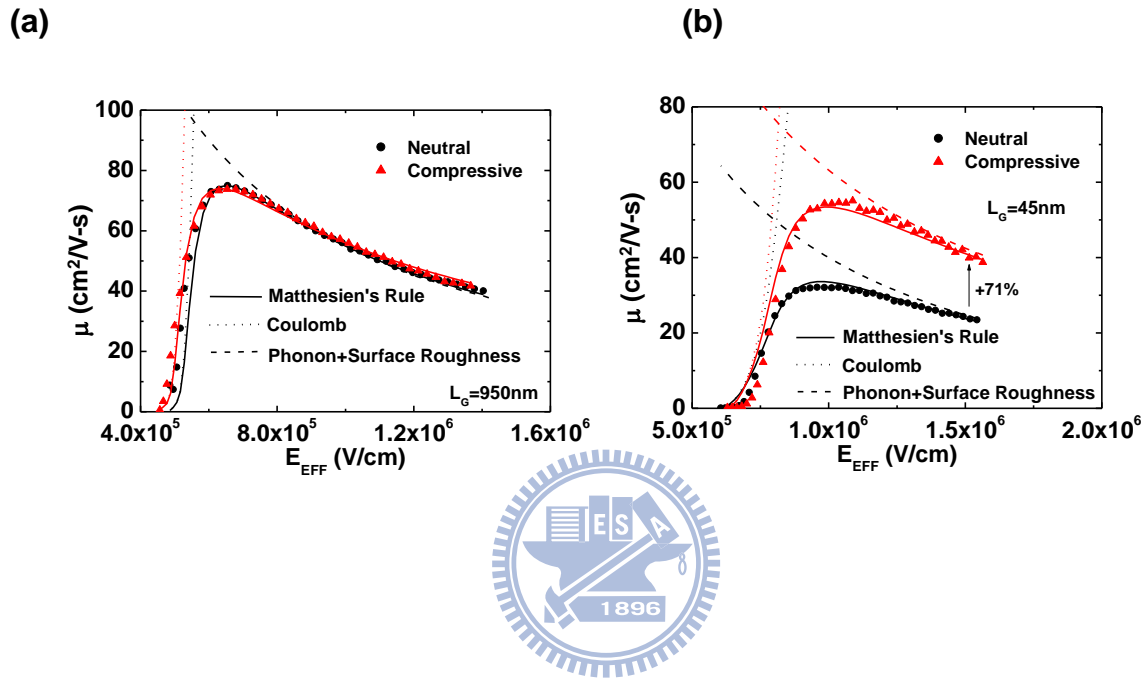 (a)
(b)
100
80
60
40
20
0
μ (cm²/V-s)
Neutral
Compressive
Matthesien's Rule
Coulomb
Phonon+Surface Roughness
L_G=950nm
4.0x10⁵ 8.0x10⁵ 1.2x10⁶ 1.6x10⁶
E_EFF (V/cm)
80
60
40
20
0
μ (cm²/V-s)
Neutral
Compressive
L_G=45nm
+71%
Matthesien's Rule
Coulomb
Phonon+Surface Roughness
5.0x10⁵ 1.0x10⁶ 1.5x10⁶ 2.0x10⁶
E_EFF (V/cm)
E S A
1896